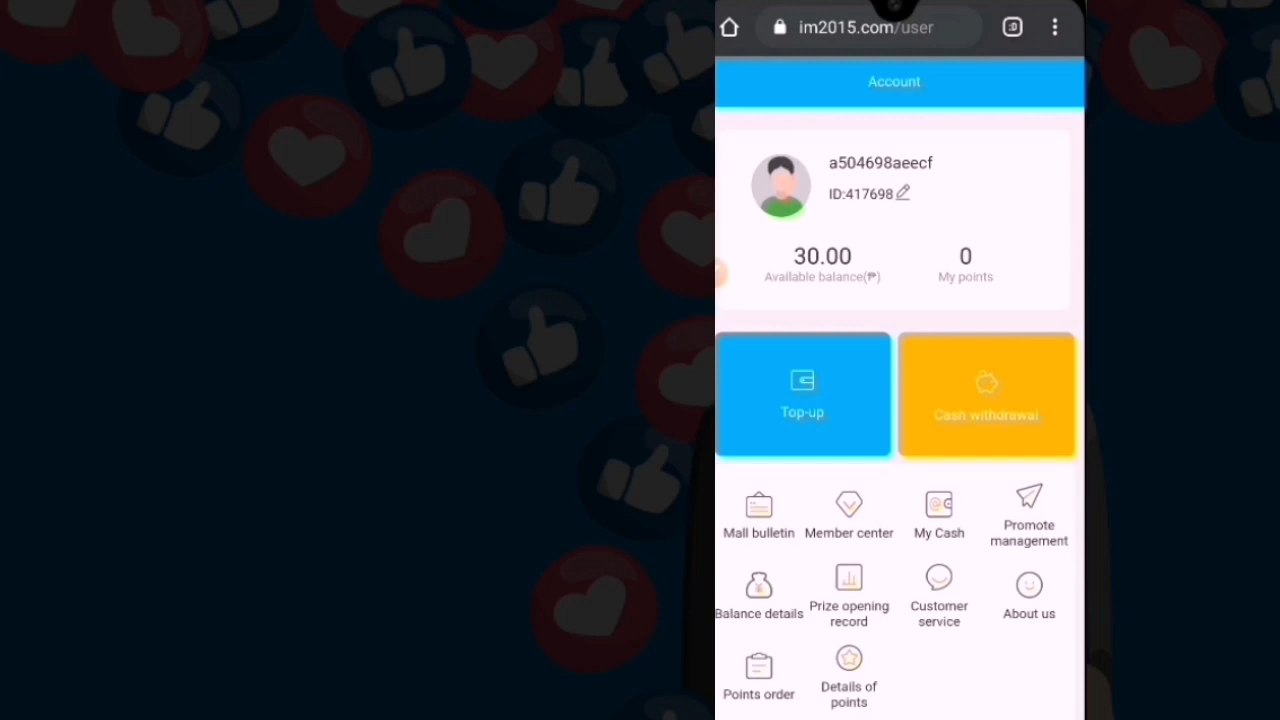 im2015.com/user
:D
Account
a504698aeecf
ID:417698
30.00
0
Available balance(₱)
My points
Top-up
Cash withdrawal
Mall bulletin
Member center
My Cash
Promote
management
Balance details
Prize opening
record
Customer
service
About us
Points order
Details of
points